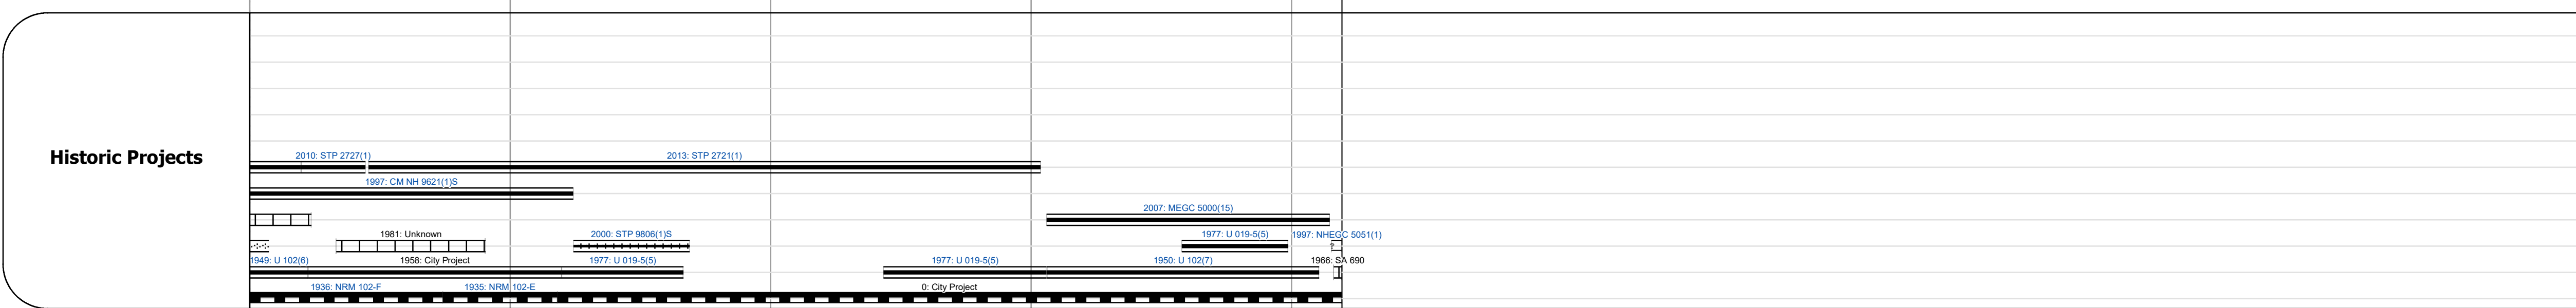 Historic Projects
2010: STP 2727(1)
2013: STP 2721(1)
1997: CM NH 9621(1)S
2007: MEGC 5000(15)
1981: Unknown
2000: STP 9806(1)S
1977: U 019-5(5)
1997: NHEGC 5051(1)
?
1949: U 102(6)
1958: City Project
1977: U 019-5(5)
1977: U 019-5(5)
1950: U 102(7)
1966: SA 690
1936: NRM 102-F
1935: NRM 102-E
0: City Project